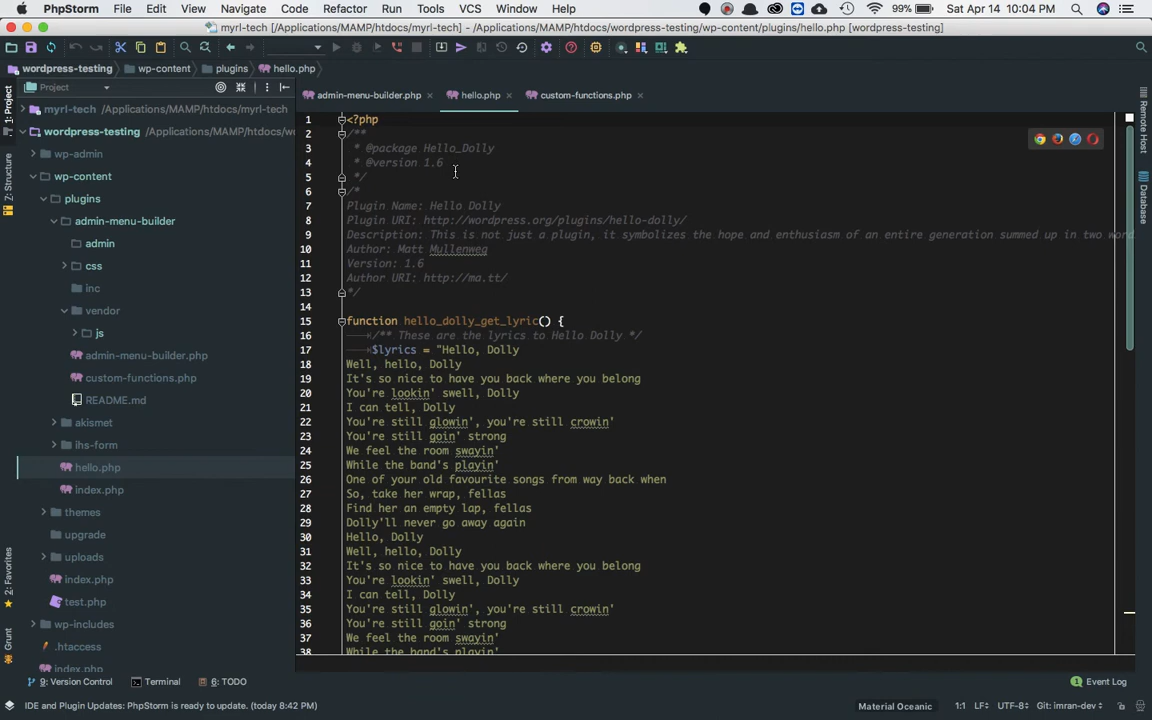 PhpStorm File Edit View Navigate Code Refactor Run Tools VCS Window Help 99% Sat Apr 14 10:04 PM
myrl-tech [/Applications/MAMP/htdocs/myrl-tech] - /Applications/MAMP/htdocs/wordpress-testing/wp-content/plugins/hello.php [wordpress-testing]
wordpress-testing wp-content plugins hello.php
Project
admin-menu-builder.php hello.php custom-functions.php
1: Project
Z: Structure
2: Favorites
Grunt
myrl-tech /Applications/MAMP/htdocs/myrl-tech
wordpress-testing /Applications/MAMP/htdocs/wo
wp-admin
wp-content
plugins
admin-menu-builder
admin
css
inc
vendor
js
admin-menu-builder.php
custom-functions.php
README.md
akismet
ihs-form
hello.php
index.php
themes
upgrade
uploads
index.php
test.php
wp-includes
.htaccess
index.php
1 <?php
2 /**
3 * @package Hello_Dolly
4 * @version 1.6
5 */
6 /*
7 Plugin Name: Hello Dolly
8 Plugin URI: http://wordpress.org/plugins/hello-dolly/
9 Description: This is not just a plugin, it symbolizes the hope and enthusiasm of an entire generation summed up in two word
10 Author: Matt Mullenweg
11 Version: 1.6
12 Author URI: http://ma.tt/
13 */
14
15 function hello_dolly_get_lyric() {
16 /** These are the lyrics to Hello Dolly */
17 $lyrics = "Hello, Dolly
18 Well, hello, Dolly
19 It's so nice to have you back where you belong
20 You're lookin' swell, Dolly
21 I can tell, Dolly
22 You're still glowin', you're still crowin'
23 You're still goin' strong
24 We feel the room swayin'
25 While the band's playin'
26 One of your old favourite songs from way back when
27 So, take her wrap, fellas
28 Find her an empty lap, fellas
29 Dolly'll never go away again
30 Hello, Dolly
31 Well, hello, Dolly
32 It's so nice to have you back where you belong
33 You're lookin' swell, Dolly
34 I can tell, Dolly
35 You're still glowin', you're still crowin'
36 You're still goin' strong
37 We feel the room swayin'
38 While the band's playin'
Remote Host
Database
9: Version Control Terminal 6: TODO 1 Event Log
IDE and Plugin Updates: PhpStorm is ready to update. (today 8:42 PM) Material Oceanic 1:1 LF UTF-8 Git: imran-dev